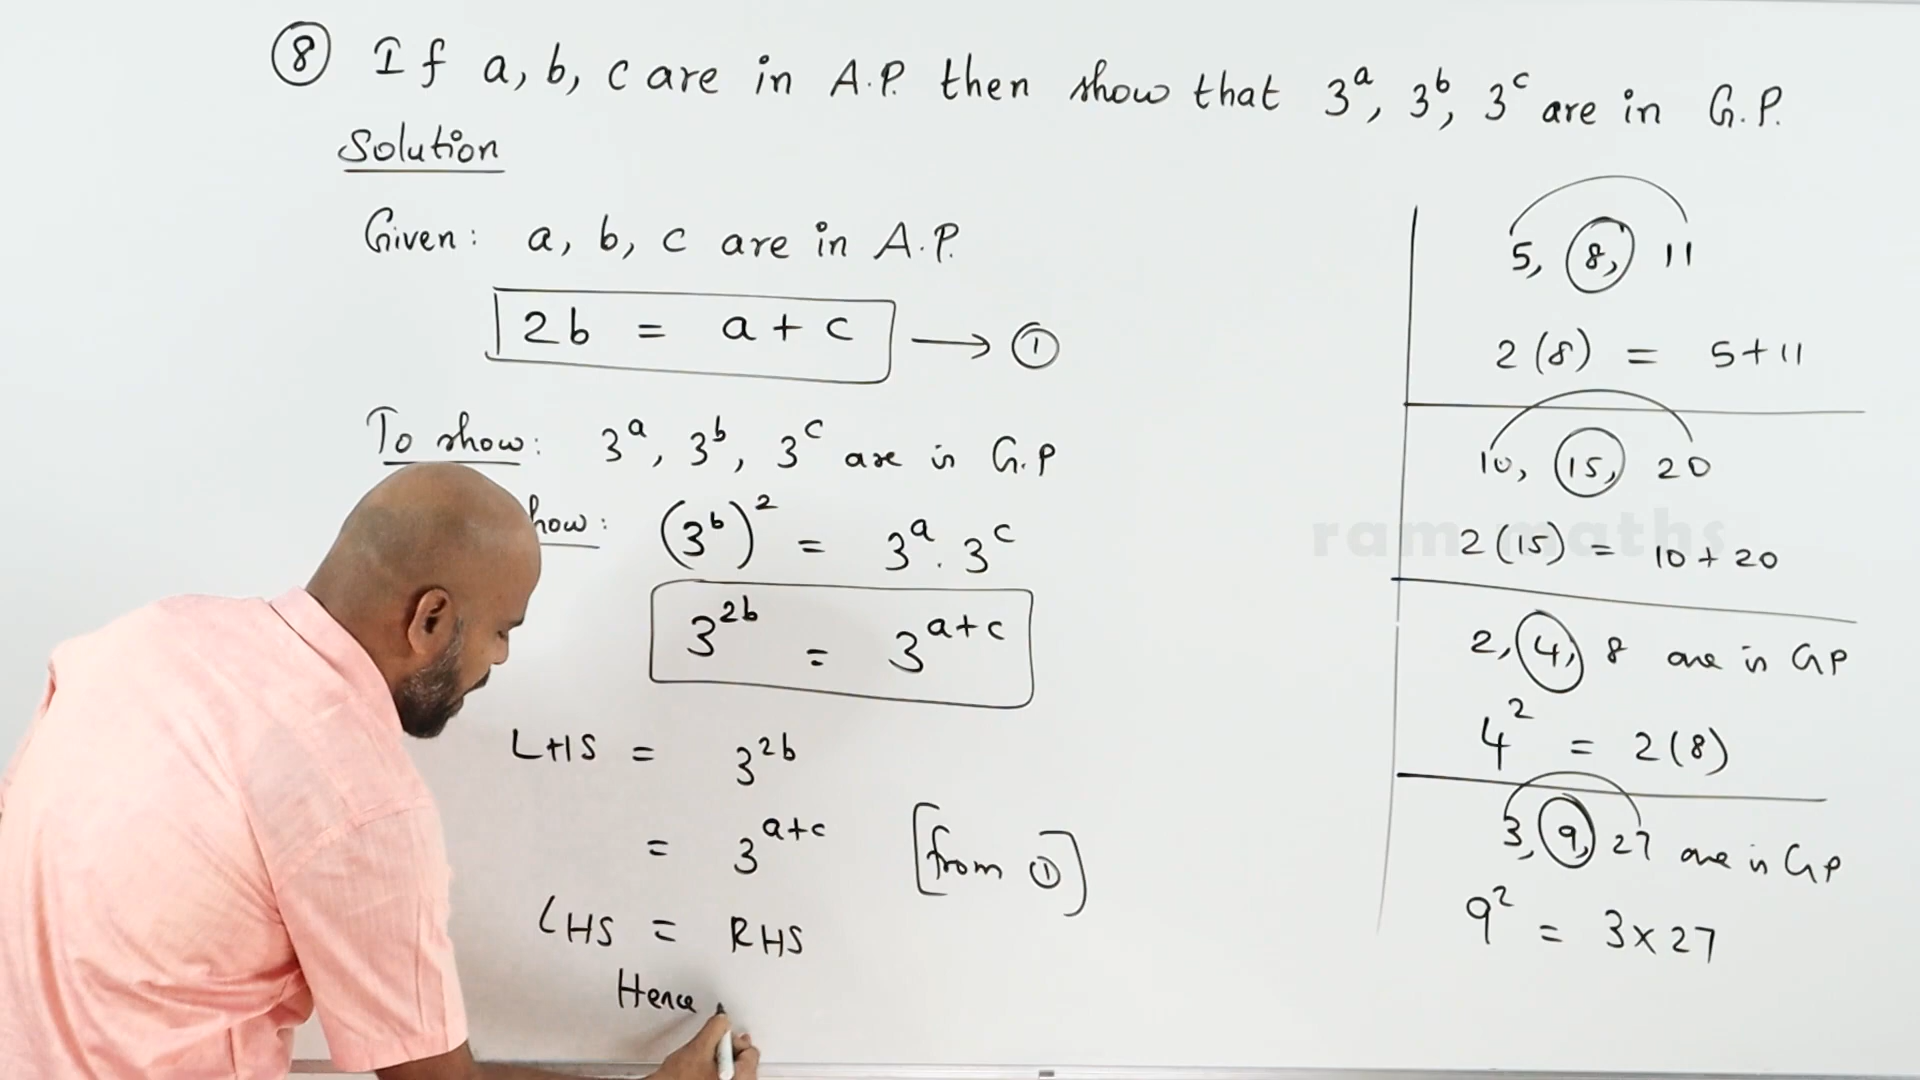 ⑧ If a, b, c are in A.P. then show that 3^a, 3^b, 3^c are in G.P.
Solution
Given: a, b, c are in A.P.
2b = a + c → ①
To show: 3^a, 3^b, 3^c are in G.P
how: (3^b)^2 = 3^a . 3^c
3^2b = 3^a+c
LHS = 3^2b
= 3^a+c [from ①]
LHS = RHS
Hence
5, 8, 11
2(8) = 5+11
10, 15, 20
2(15) = 10+20
ram maths
2, 4, 8 are in GP
4^2 = 2(8)
3, 9, 27 are in GP
9^2 = 3×27